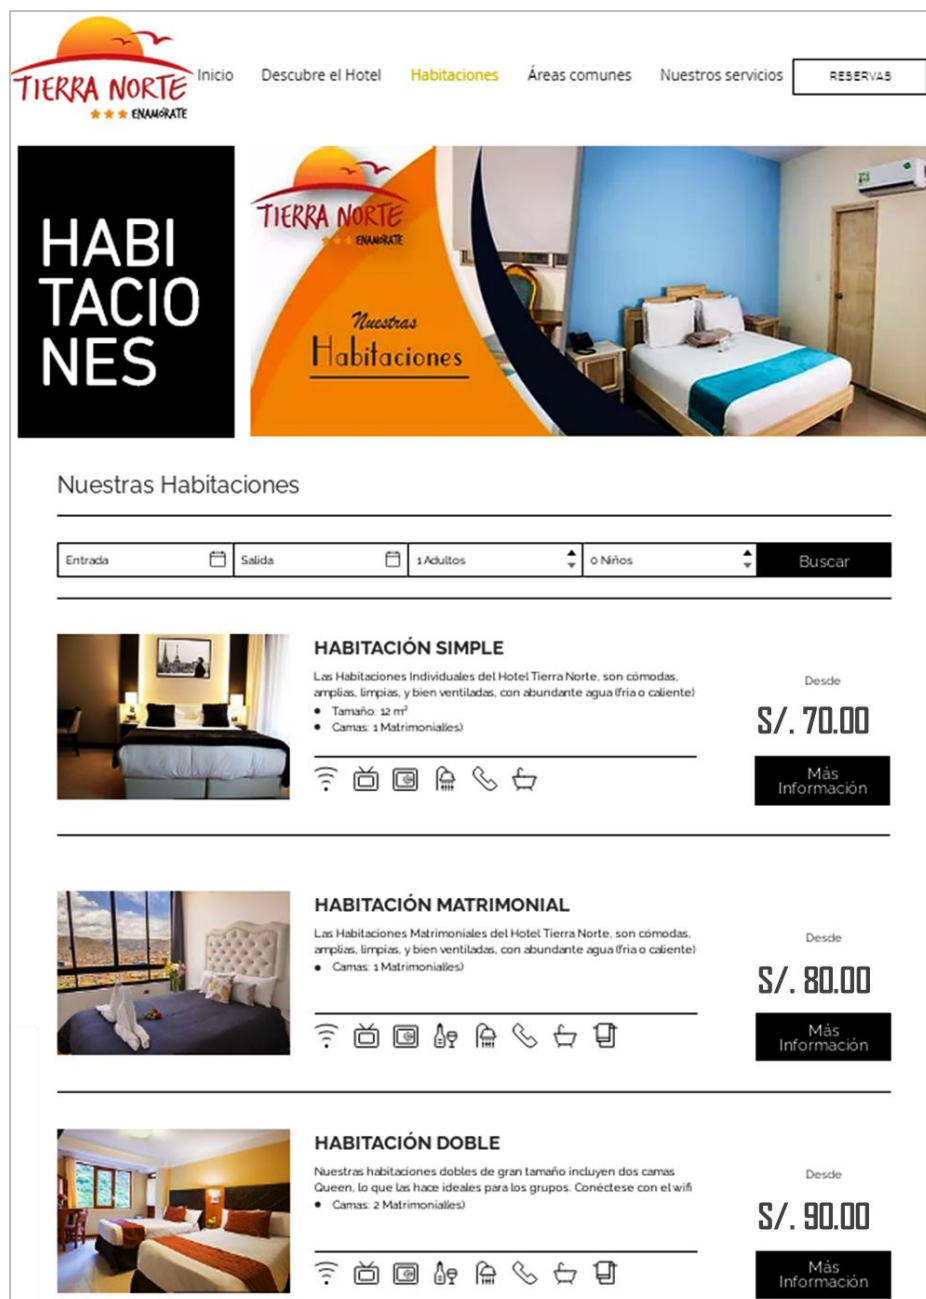 TIERRA NORTE
ENAMÓRATE
Inicio Descubre el Hotel Habitaciones Áreas comunes Nuestros servicios RESERVAS
HABI
TACIO
NES
TIERRA NORTE
ENAMÓRATE
Nuestras
Habitaciones
Nuestras Habitaciones
Entrada Salida 1 Adultos 0 Niños Buscar
HABITACIÓN SIMPLE
Las Habitaciones Individuales del Hotel Tierra Norte, son cómodas,
amplias, limpias, y bien ventiladas, con abundante agua (fria o caliente)
• Tamaño: 12 m²
• Camas: 1 Matrimonial(es)
Desde
S/. 70.00
Más
Información
HABITACIÓN MATRIMONIAL
Las Habitaciones Matrimoniales del Hotel Tierra Norte, son cómodas,
amplias, limpias, y bien ventiladas, con abundante agua (fria o caliente)
• Camas: 1 Matrimonial(es)
Desde
S/. 80.00
Más
Información
HABITACIÓN DOBLE
Nuestras habitaciones dobles de gran tamaño incluyen dos camas
Queen, lo que las hace ideales para los grupos. Conéctese con el wifi
• Camas: 2 Matrimonial(es)
Desde
S/. 90.00
Más
Información